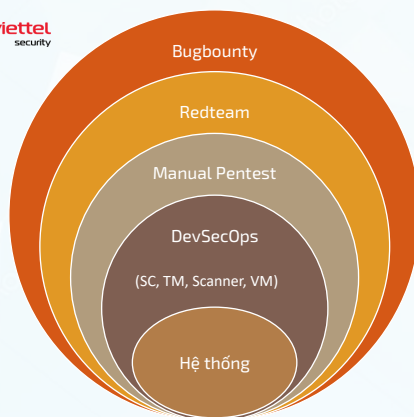 viettel
security
Bugbounty
Redteam
Manual Pentest
DevSecOps
(SC, TM, Scanner, VM)
Hệ thống